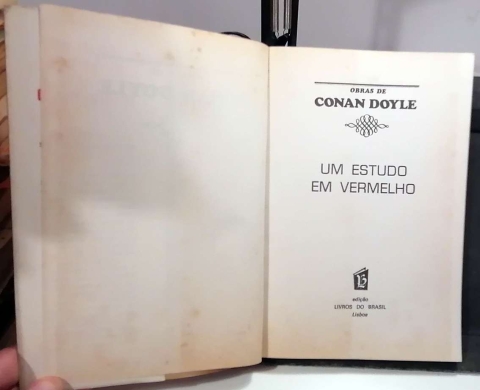 OBRAS DE
CONAN DOYLE
UM ESTUDO
EM VERMELHO
edição
LIVROS DO BRASIL
Lisboa